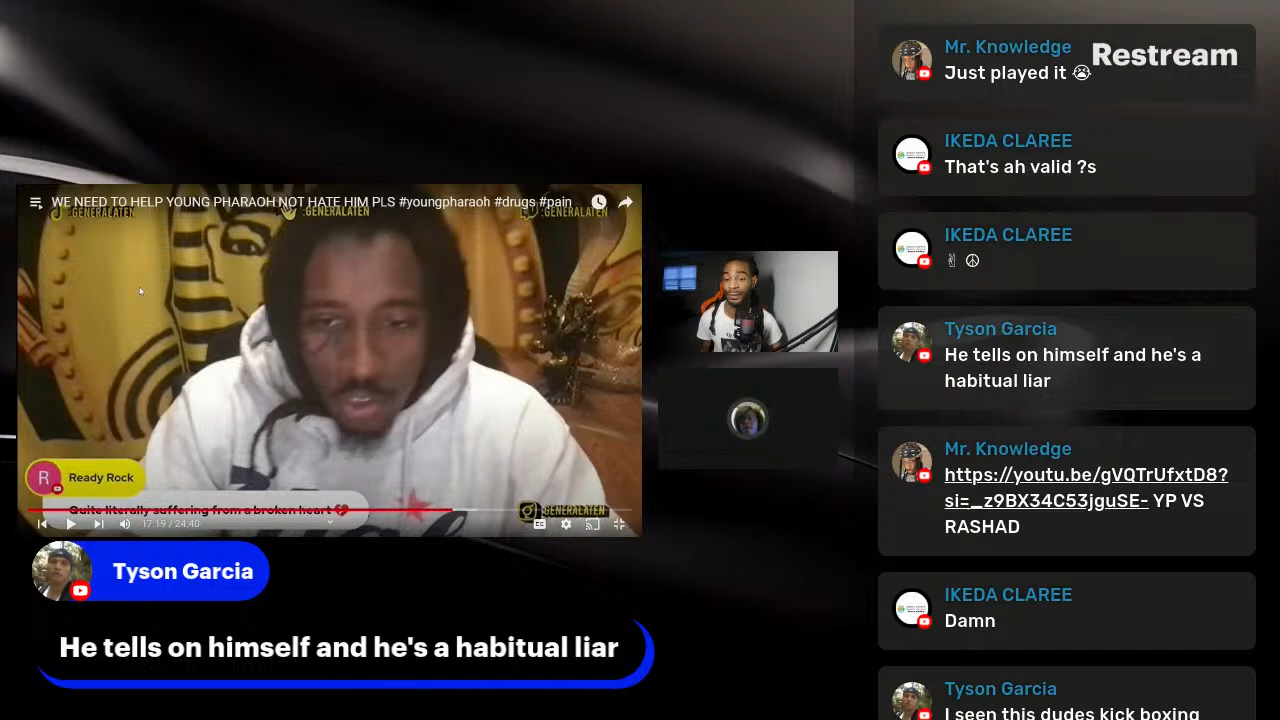 WE NEED TO HELP YOUNG PHARAOH NOT HATE HIM PLS #youngpharaoh #drugs #pain
:GENERALATEN
:GENERALATEN
:GENERALATEN
R
Ready Rock
Quite literally suffering from a broken heart 💔
:GENERALATEN
17:19 / 24:40
CC
Tyson Garcia
He tells on himself and he's a habitual liar
Restream
Mr. Knowledge
Just played it 😭
IKEDA CLAREE
That's ah valid ?s
IKEDA CLAREE
✌ ☮
Tyson Garcia
He tells on himself and he's a
habitual liar
Mr. Knowledge
https://youtu.be/gVQTrUfxtD8?
si=_z9BX34C53jguSE- YP VS
RASHAD
IKEDA CLAREE
Damn
Tyson Garcia
I seen this dudes kick boxing